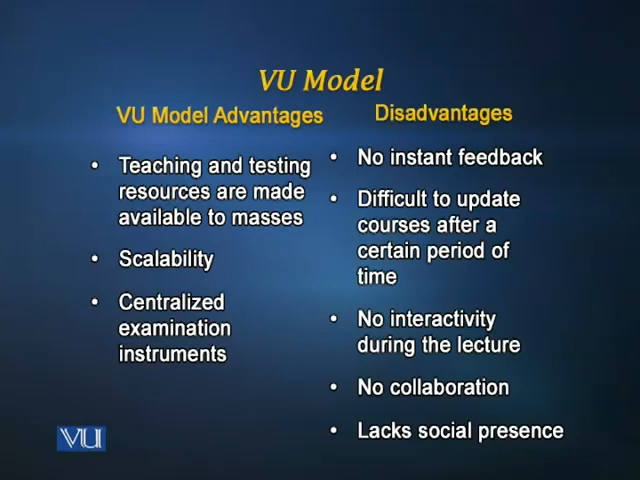 VU Model
VU Model Advantages
• Teaching and testing
resources are made
available to masses
• Scalability
• Centralized
examination
instruments
Disadvantages
• No instant feedback
• Difficult to update
courses after a
certain period of
time
• No interactivity
during the lecture
• No collaboration
• Lacks social presence
VU